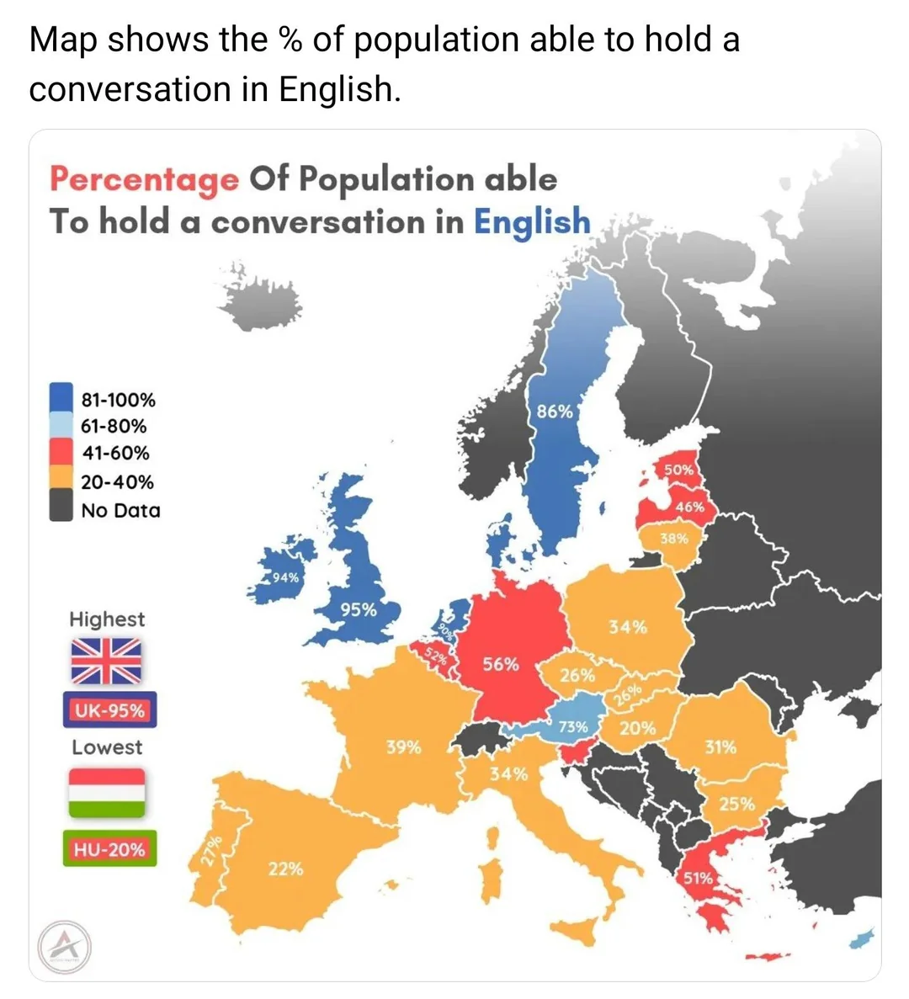 Map shows the % of population able to hold a
conversation in English.
Percentage Of Population able
To hold a conversation in English
81-100%
61-80%
41-60%
20-40%
No Data
86%
50%
46%
38%
94%
95%
90%
52%
56%
34%
26%
26%
73%
20%
39%
34%
31%
25%
27%
22%
51%
Highest
UK-95%
Lowest
HU-20%